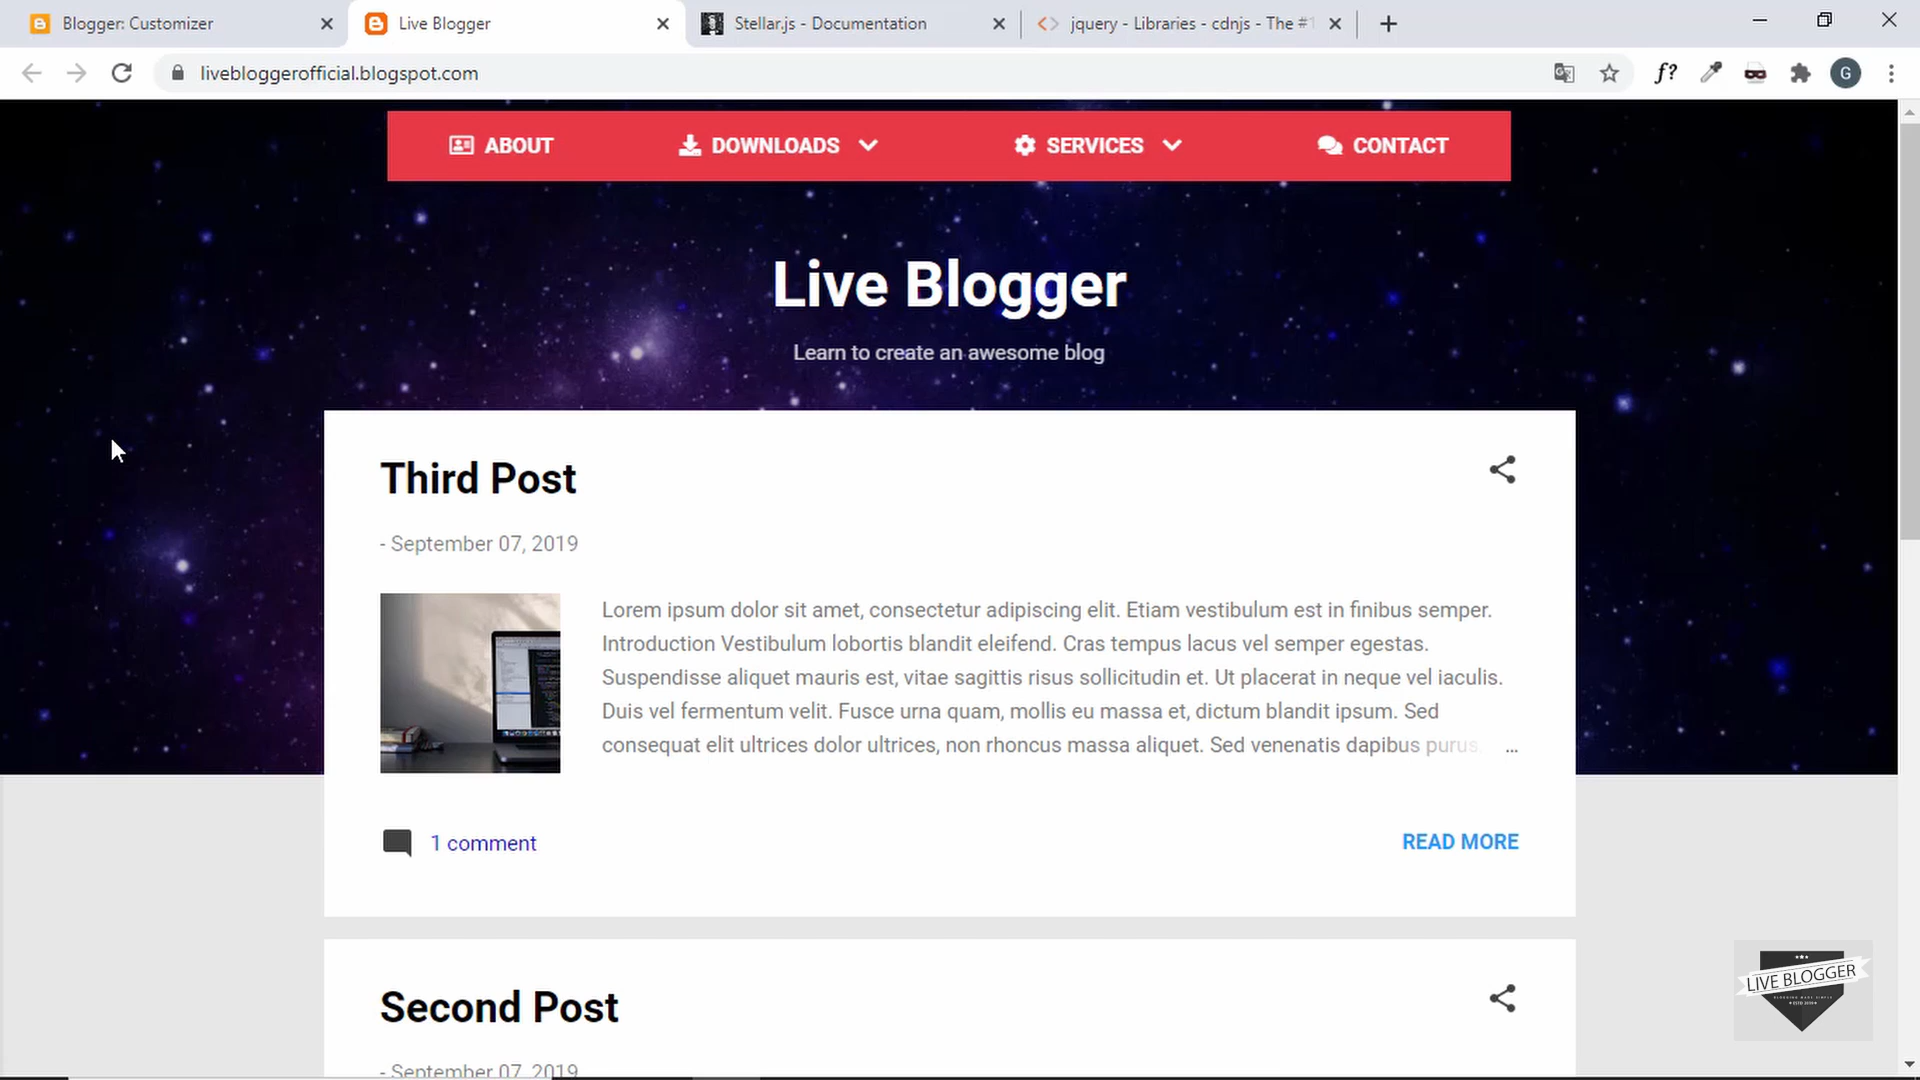 Blogger: Customizer
Live Blogger
Stellar.js - Documentation
jquery - Libraries - cdnjs - The #1
livebloggerofficial.blogspot.com
f?
G
ABOUT
DOWNLOADS
SERVICES
CONTACT
Live Blogger
Learn to create an awesome blog
Third Post
- September 07, 2019
Lorem ipsum dolor sit amet, consectetur adipiscing elit. Etiam vestibulum est in finibus semper.
Introduction Vestibulum lobortis blandit eleifend. Cras tempus lacus vel semper egestas.
Suspendisse aliquet mauris est, vitae sagittis risus sollicitudin et. Ut placerat in neque vel iaculis.
Duis vel fermentum velit. Fusce urna quam, mollis eu massa et, dictum blandit ipsum. Sed
consequat elit ultrices dolor ultrices, non rhoncus massa aliquet. Sed venenatis dapibus purus ...
1 comment
READ MORE
Second Post
- September 07, 2019
LIVE BLOGGER